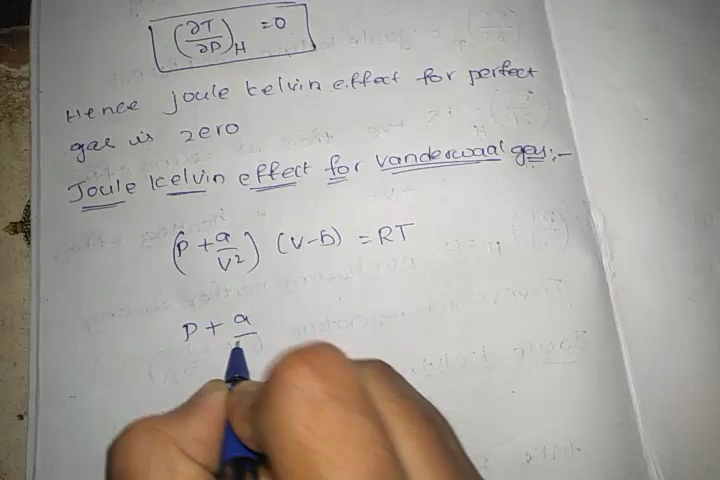 (∂T/∂P)_H =0
Hence Joule kelvin effect for perfect
gas is zero
Joule kelvin effect for vanderwaal gas:-
(P + a/V²) (V-b) = RT
P + a